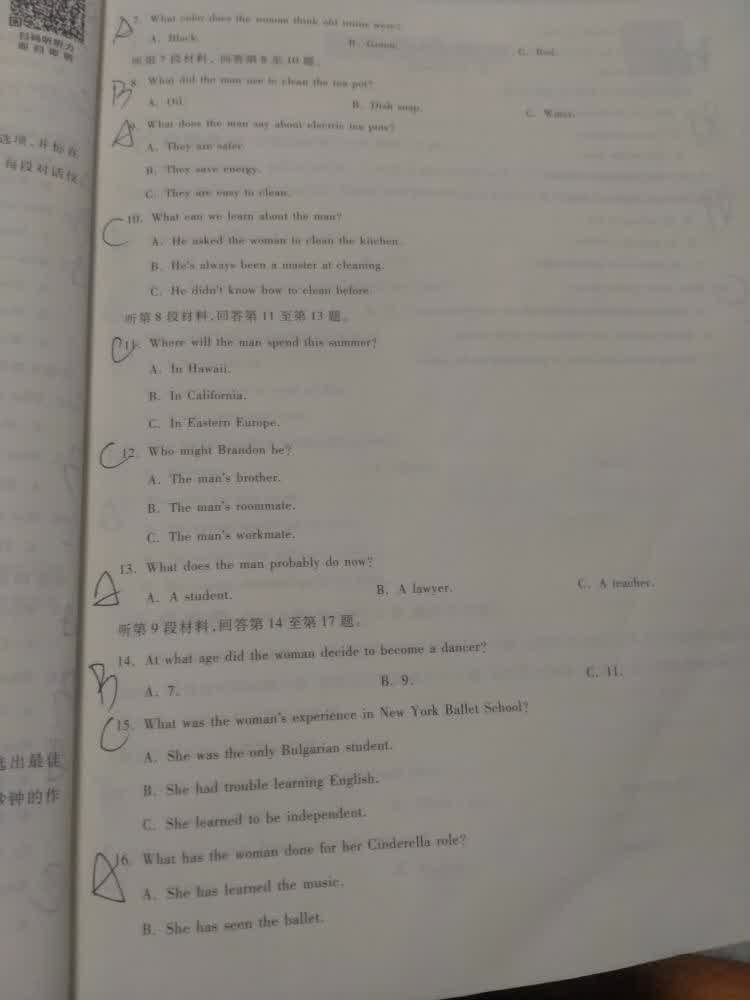 扫码听听力
即扫即听
选项,并标在
每段对话仅
选出最佳
钟的作
A 7. What color does the woman think old irons were?
A. Black. B. Green. C. Red.
听第7段材料,回答第8至10题。
B 8. What did the man use to clean the tea pot?
A. Oil. B. Dish soap. C. Water.
A 9. What does the man say about electric tea pots?
A. They are safer.
B. They save energy.
C. They are easy to clean.
C 10. What can we learn about the man?
A. He asked the woman to clean the kitchen.
B. He's always been a master at cleaning.
C. He didn't know how to clean before.
听第8段材料,回答第11至第13题。
C 11. Where will the man spend this summer?
A. In Hawaii.
B. In California.
C. In Eastern Europe.
C 12. Who might Brandon be?
A. The man's brother.
B. The man's roommate.
C. The man's workmate.
A 13. What does the man probably do now?
A. A student. B. A lawyer. C. A teacher.
听第9段材料,回答第14至第17题。
B 14. At what age did the woman decide to become a dancer?
A. 7. B. 9. C. 11.
C 15. What was the woman's experience in New York Ballet School?
A. She was the only Bulgarian student.
B. She had trouble learning English.
C. She learned to be independent.
A 16. What has the woman done for her Cinderella role?
A. She has learned the music.
B. She has seen the ballet.